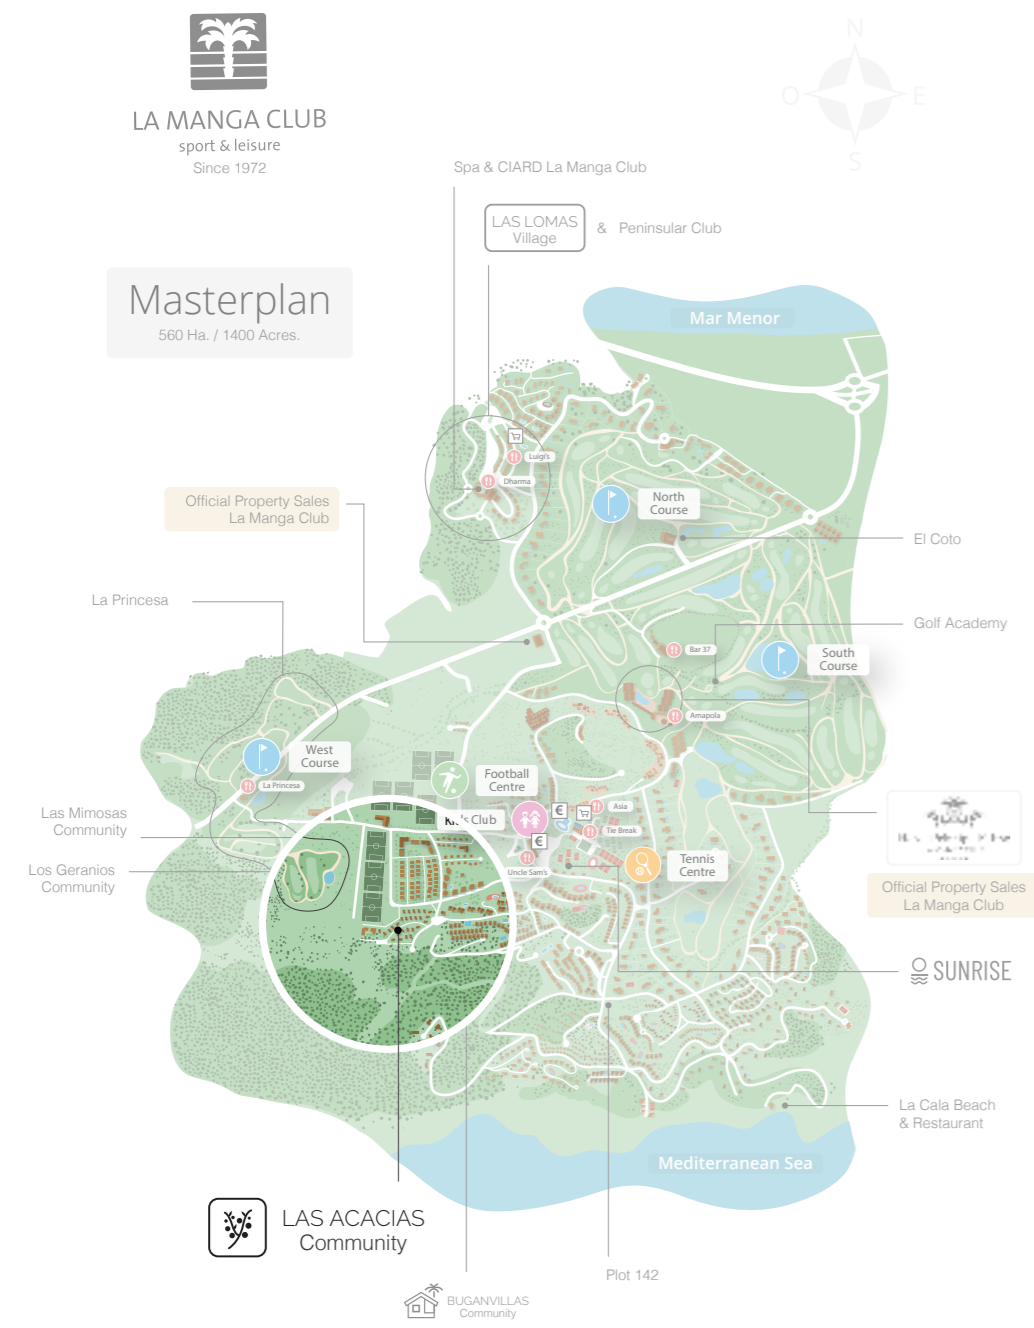 LA MANGA CLUB
sport & leisure
Since 1972
N
O
E
S
Spa & CIARD La Manga Club
LAS LOMAS
Village
& Peninsular Club
Masterplan
560 Ha. / 1400 Acres.
Mar Menor
Luigi's
Dharma
Official Property Sales
La Manga Club
North
Course
El Coto
La Princesa
Golf Academy
Bar 37
South
Course
Amapola
West
Course
La Princesa
Football
Centre
Kids Club
€
Asia
Tie Break
€
Uncle Sam's
Tennis
Centre
Las Mimosas
Community
Los Geranios
Community
Official Property Sales
La Manga Club
SUNRISE
La Cala Beach
& Restaurant
Mediterranean Sea
LAS ACACIAS
Community
Plot 142
BUGANVILLAS
Community